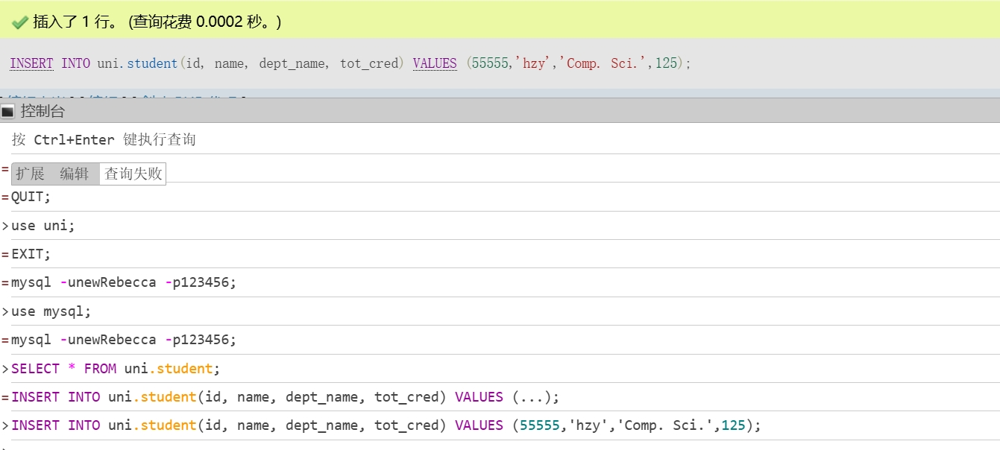 插入了 1 行。 (查询花费 0.0002 秒。)
INSERT INTO uni.student(id, name, dept_name, tot_cred) VALUES (55555,'hzy','Comp. Sci.',125);
控制台
按 Ctrl+Enter 键执行查询
= 扩展 编辑 查询失败
=QUIT;
>use uni;
=EXIT;
=mysql -unewRebecca -p123456;
>use mysql;
=mysql -unewRebecca -p123456;
>SELECT * FROM uni.student;
=INSERT INTO uni.student(id, name, dept_name, tot_cred) VALUES (...);
>INSERT INTO uni.student(id, name, dept_name, tot_cred) VALUES (55555,'hzy','Comp. Sci.',125);